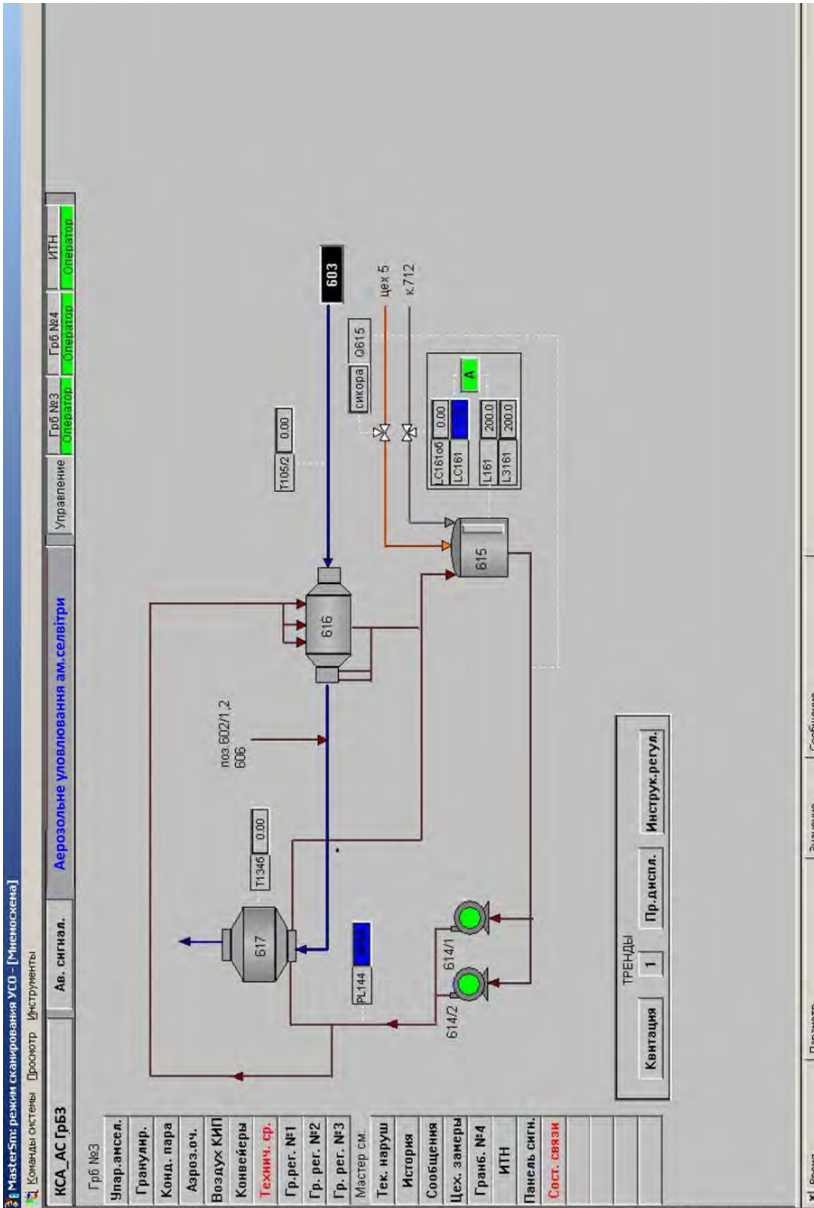 MasterSm: режим сканирования УСО - [Мнемосхема]
Команды системы Просмотр Инструменты
КСА_АС Грб3
Ав. сигнал.
Аерозольне уловлювання ам.селвітри
Управление
Грб №3
Оператор
Грб №4
Оператор
ИТН
Оператор
Грб №3
Упар.амсел.
Гранулир.
Конд. пара
Аэроз.оч.
Воздух КИП
Конвейеры
Технич. ср.
Гр.рег. №1
Гр. рег. №2
Гр. рег. №3
Мастер см.
Тек. наруш
История
Сообщения
Цех. замеры
Гранб. №4
ИТН
Панель сигн.
Сост. связи
617
T134б 0.00
поз.602/1,2
606
616
T105/2 0.00
603
PL144
614/2
614/1
615
сикора Q615
цех 5
к.712
LC161об 0.00
LC161
A
L161 200.0
L3161 200.0
ТРЕНДЫ
Квитация 1 Пр.диспл. Инструк.регул.